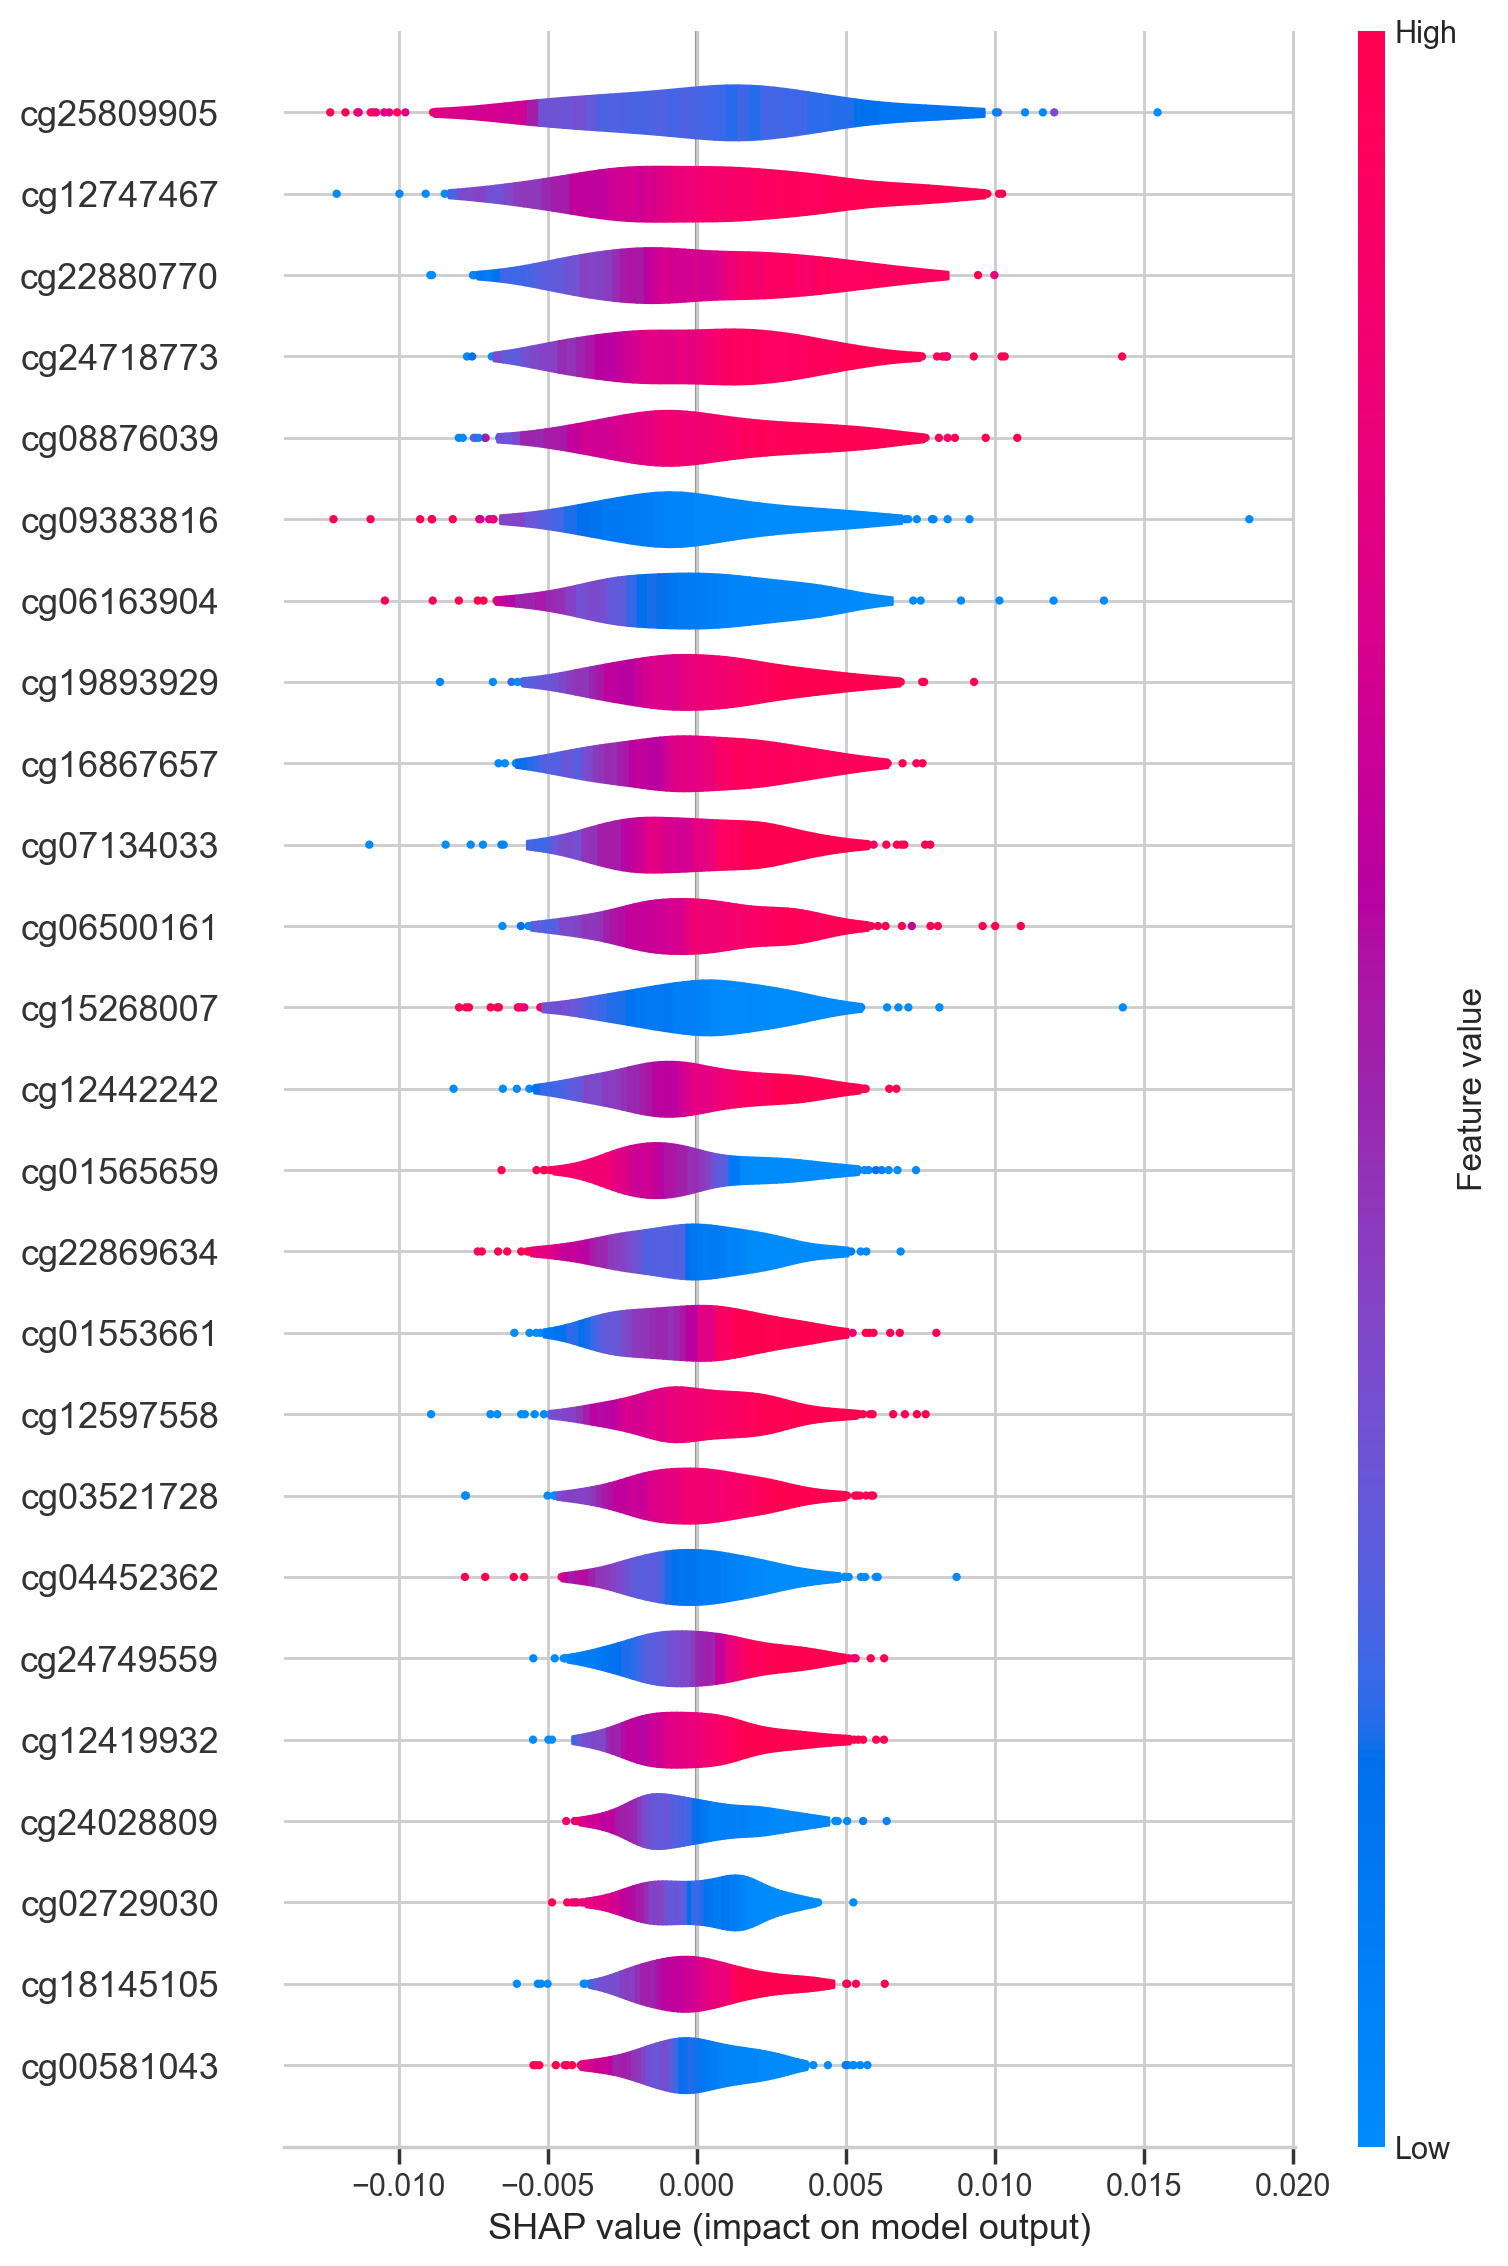 High
cg25809905
cg12747467
cg22880770
cg24718773
cg08876039
cg09383816
cg06163904
cg19893929
cg16867657
cg07134033
cg06500161
cg15268007
cg12442242
cg01565659
cg22869634
cg01553661
cg12597558
cg03521728
cg04452362
cg24749559
cg12419932
cg24028809
cg02729030
cg18145105
cg00581043
Feature value
Low
−0.010 −0.005 0.000 0.005 0.010 0.015 0.020
SHAP value (impact on model output)